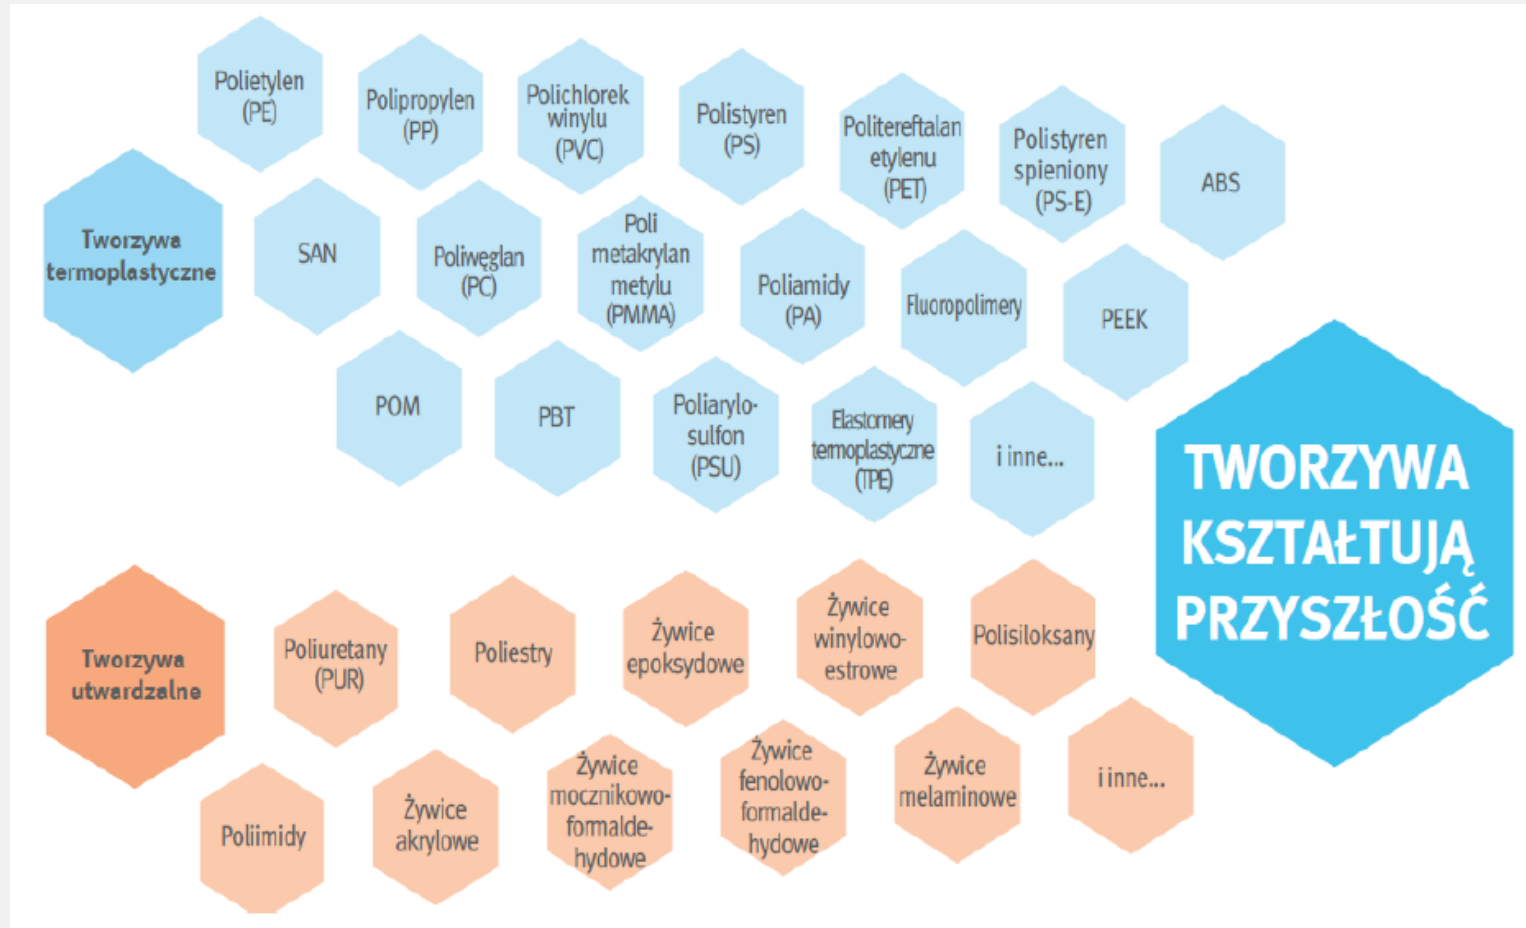 Polietylen
(PE)
Polipropylen
(PP)
Polichlorek
winylu
(PVC)
Polistyren
(PS)
Politereftalan
etylenu
(PET)
Polistyren
spieniony
(PS-E)
ABS
Tworzywa
termoplastyczne
SAN
Poliwęglan
(PC)
Poli
metakrylan
metylu
(PMMA)
Poliamidy
(PA)
Fluoropolimery
PEEK
POM
PBT
Poliarylo-
sulfon
(PSU)
Elastomery
termoplastyczne
(TPE)
i inne...
TWORZYWA
KSZTAŁTUJĄ
PRZYSZŁOŚĆ
Tworzywa
utwardzalne
Poliuretany
(PUR)
Poliestry
Żywice
epoksydowe
Żywice
winylowo-
estrowe
Polisiloksany
Poliimidy
Żywice
akrylowe
Żywice
mocznikowo-
formalde-
hydowe
Żywice
fenolowo-
formalde-
hydowe
Żywice
melaminowe
i inne...